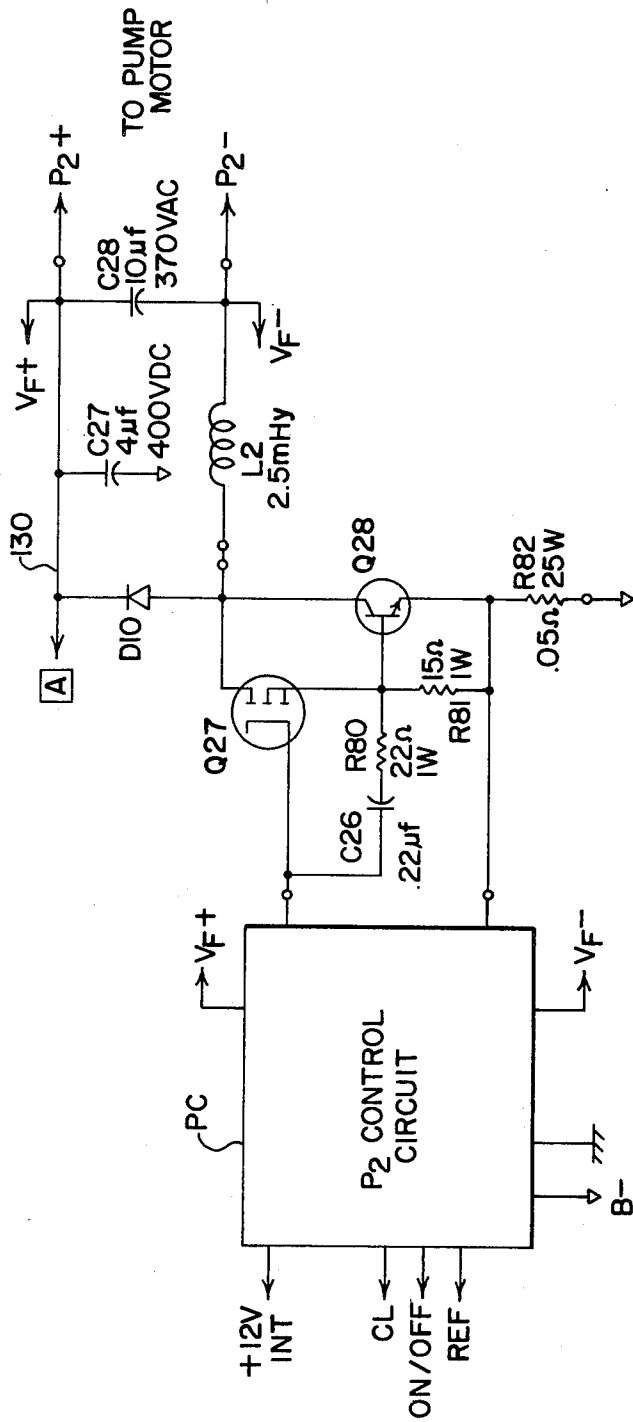 TO PUMP
MOTOR
P2+
P2-
VF+
VF-
C28
10µf
370VAC
C27
4µf
400VDC
130
A
D10
L2
2.5mHy
Q27
Q28
R80
22Ω
1W
C26
.22µf
15Ω
1W
R81
R82
25W
.05Ω
VF+
VF-
PC
P2 CONTROL
CIRCUIT
+12V
INT
CL
ON/OFF
REF
B-